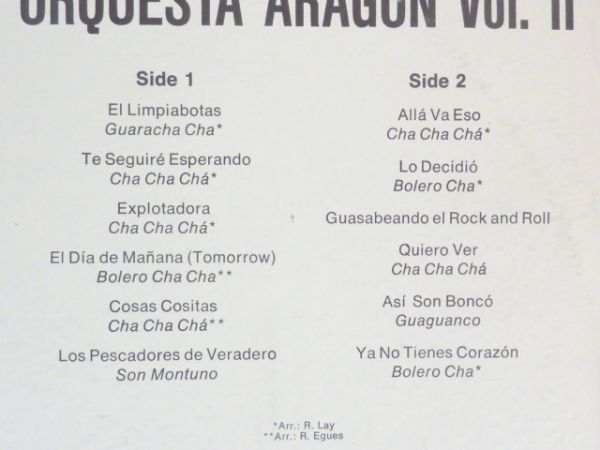 ORQUESTA ARAGON Vol. II
Side 1
El Limpiabotas
Guaracha Cha*
Te Seguiré Esperando
Cha Cha Chá*
Explotadora
Cha Cha Chá*
El Día de Mañana (Tomorrow)
Bolero Cha Cha**
Cosas Cositas
Cha Cha Chá**
Los Pescadores de Veradero
Son Montuno
Side 2
Allá Va Eso
Cha Cha Chá*
Lo Decidió
Bolero Cha*
Guasabeando el Rock and Roll
Quiero Ver
Cha Cha Chá
Así Son Boncó
Guaguanco
Ya No Tienes Corazón
Bolero Cha*
*Arr.: R. Lay
**Arr.: R. Egues